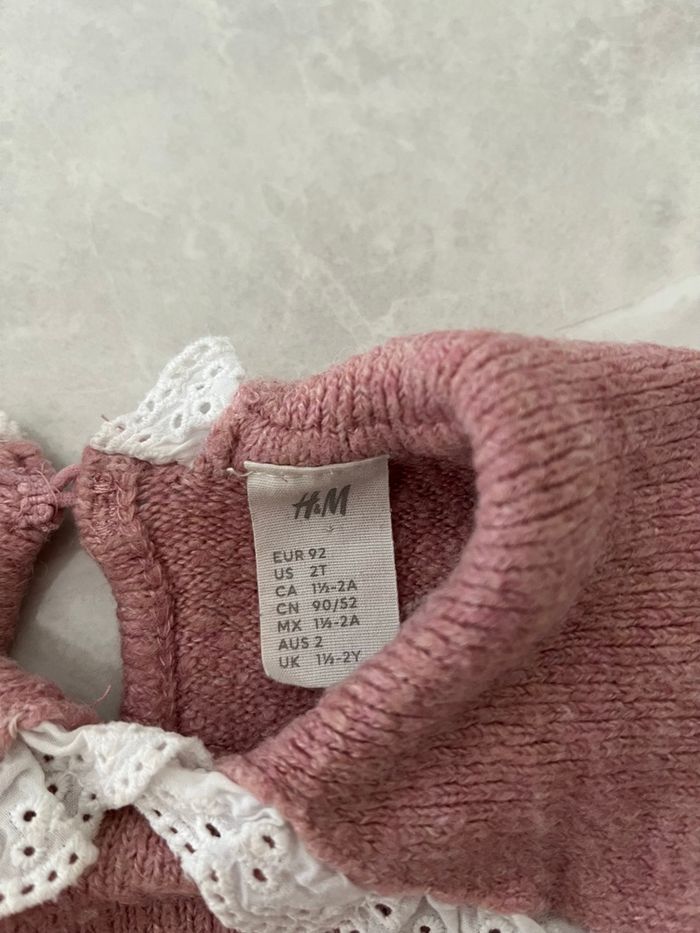 H&M
EUR 92
US 2T
CA 1½-2A
CN 90/52
MX 1½-2A
AUS 2
UK 1½-2Y